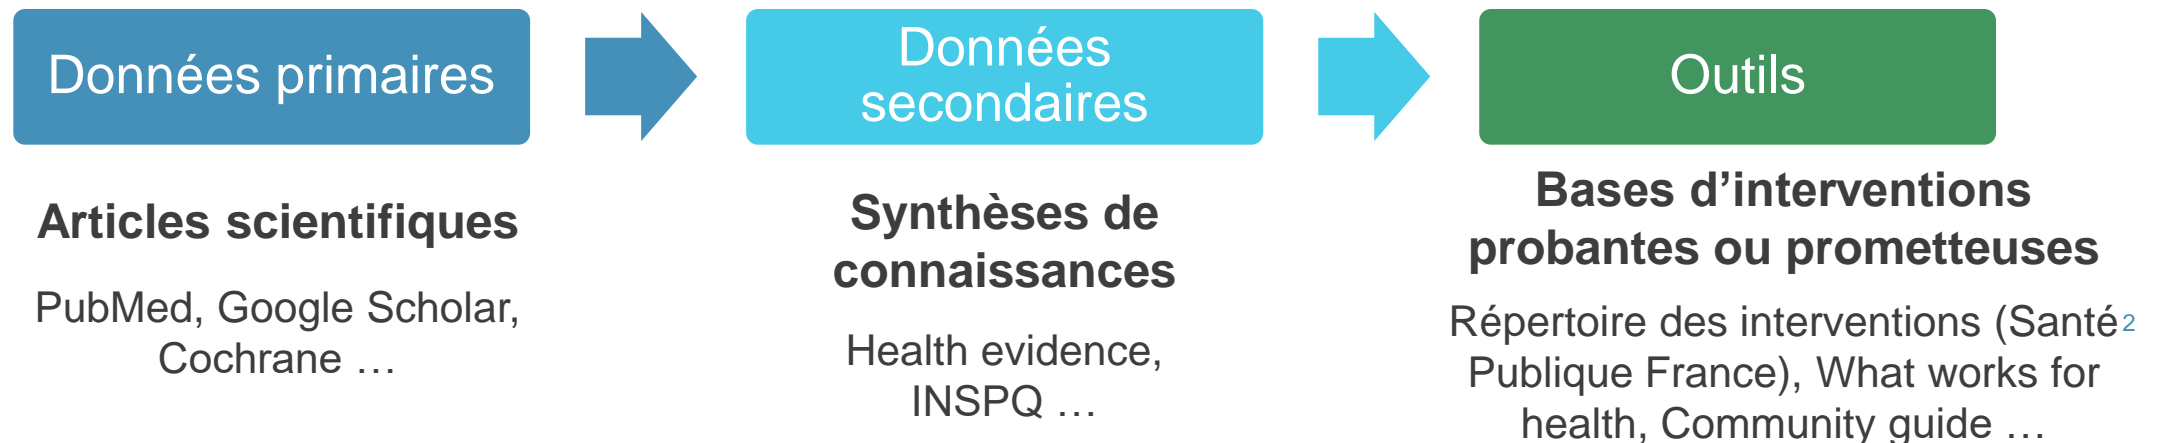 Données primaires
Données
secondaires
Outils
Articles scientifiques
PubMed, Google Scholar,
Cochrane …
Synthèses de
connaissances
Health evidence,
INSPQ …
Bases d’interventions
probantes ou prometteuses
Répertoire des interventions (Santé 2
Publique France), What works for
health, Community guide …